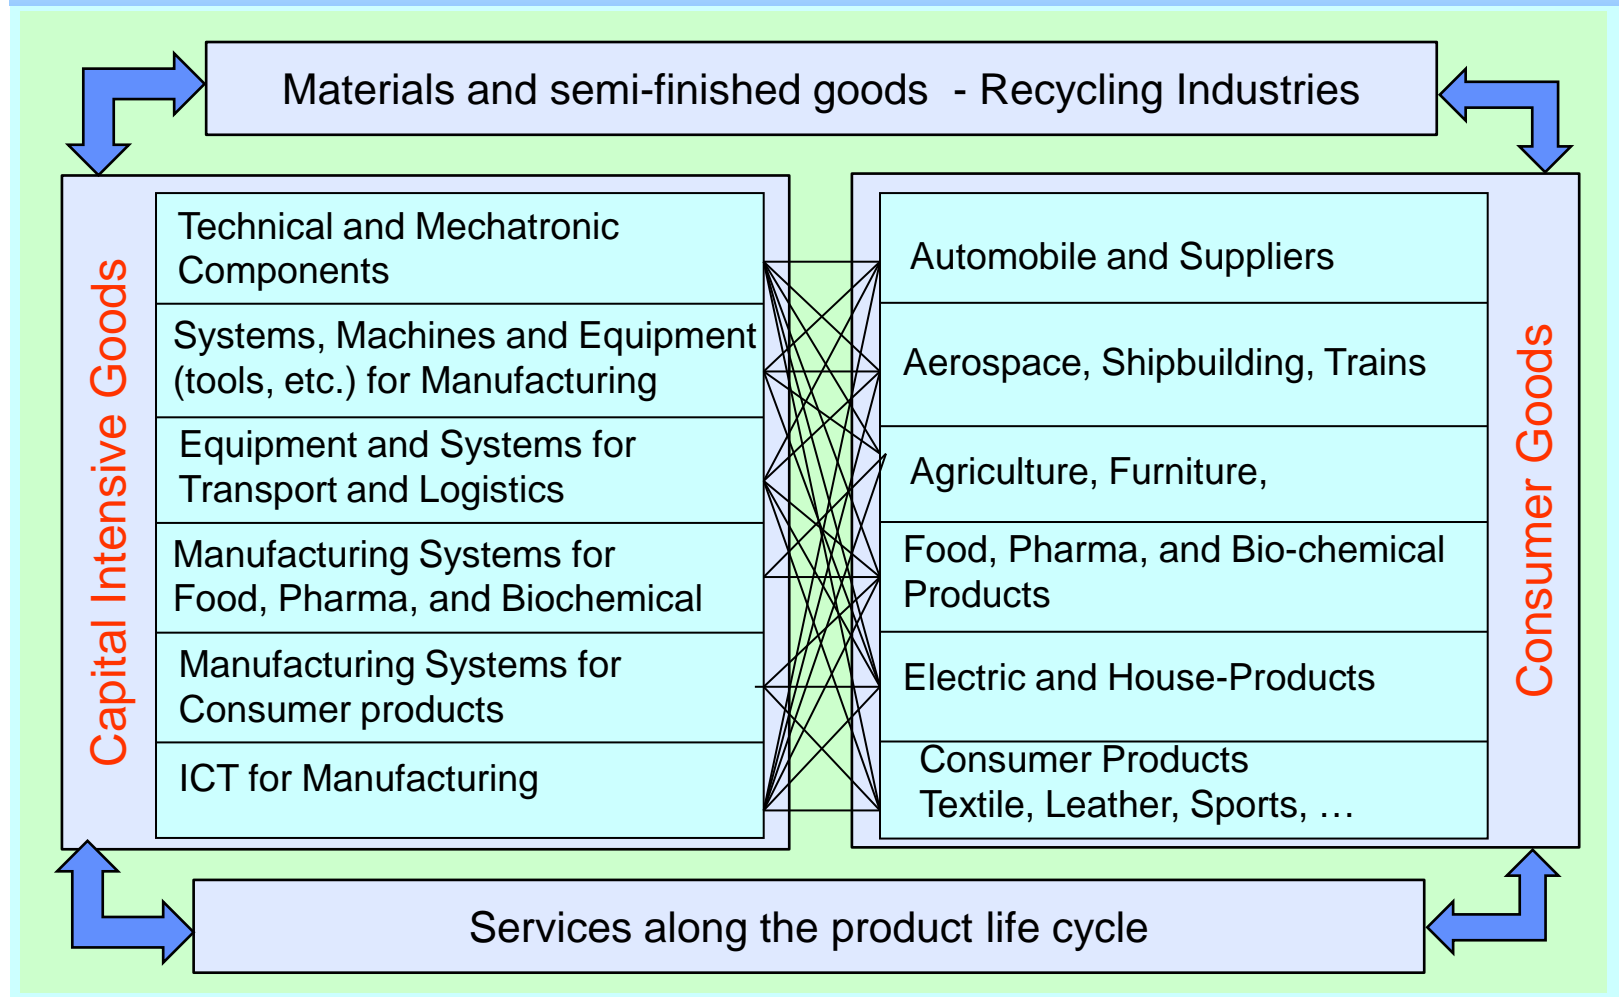 Materials and semi-finished goods - Recycling Industries
Capital Intensive Goods
Technical and Mechatronic
Components
Systems, Machines and Equipment
(tools, etc.) for Manufacturing
Equipment and Systems for
Transport and Logistics
Manufacturing Systems for
Food, Pharma, and Biochemical
Manufacturing Systems for
Consumer products
ICT for Manufacturing
Automobile and Suppliers
Aerospace, Shipbuilding, Trains
Agriculture, Furniture,
Food, Pharma, and Bio-chemical
Products
Electric and House-Products
Consumer Products
Textile, Leather, Sports, …
Consumer Goods
Services along the product life cycle